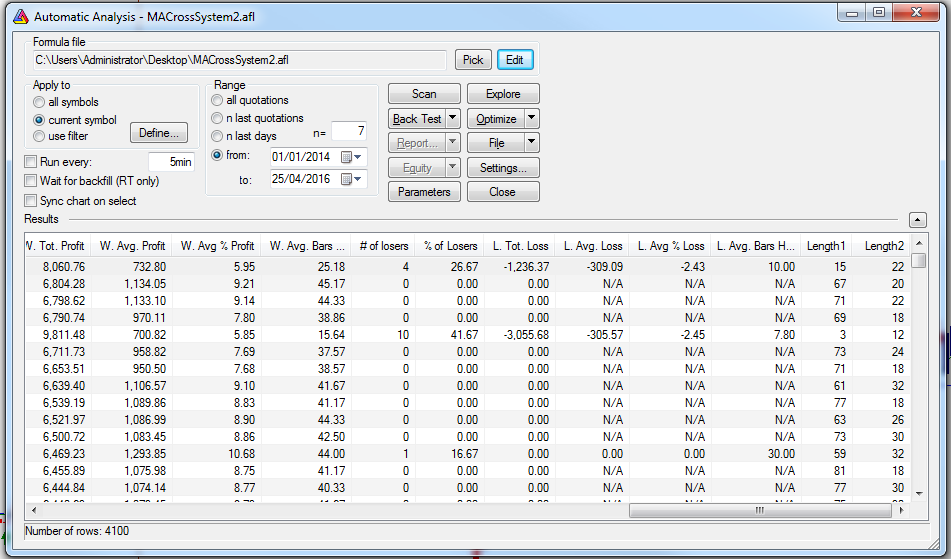 Automatic Analysis - MACrossSystem2.afl
Formula file
C:\Users\Administrator\Desktop\MACrossSystem2.afl Pick Edit
Apply to
all symbols
current symbol
use filter Define...
Run every: 5min
Wait for backfill (RT only)
Sync chart on select
Range
all quotations
n last quotations
n last days n= 7
from: 01/01/2014
to: 25/04/2016
Scan Explore
Back Test Optimize
Report... File
Equity Settings...
Parameters Close
Results
W. Tot. Profit W. Avg. Profit W. Avg % Profit W. Avg. Bars ... # of losers % of Losers L. Tot. Loss L. Avg. Loss L. Avg % Loss L. Avg. Bars H... Length1 Length2
8,060.76 732.80 5.95 25.18 4 26.67 -1,236.37 -309.09 -2.43 10.00 15 22
6,804.28 1,134.05 9.21 45.17 0 0.00 0.00 N/A N/A N/A 67 20
6,798.62 1,133.10 9.14 44.33 0 0.00 0.00 N/A N/A N/A 71 22
6,790.74 970.11 7.80 38.86 0 0.00 0.00 N/A N/A N/A 69 18
9,811.48 700.82 5.85 15.64 10 41.67 -3,055.68 -305.57 -2.45 7.80 3 12
6,711.73 958.82 7.69 37.57 0 0.00 0.00 N/A N/A N/A 73 24
6,653.51 950.50 7.68 38.57 0 0.00 0.00 N/A N/A N/A 71 18
6,639.40 1,106.57 9.10 41.67 0 0.00 0.00 N/A N/A N/A 61 32
6,539.19 1,089.86 8.83 41.17 0 0.00 0.00 N/A N/A N/A 77 18
6,521.97 1,086.99 8.90 44.33 0 0.00 0.00 N/A N/A N/A 63 26
6,500.72 1,083.45 8.86 42.50 0 0.00 0.00 N/A N/A N/A 73 30
6,469.23 1,293.85 10.68 44.00 1 16.67 0.00 0.00 0.00 30.00 59 32
6,455.89 1,075.98 8.75 41.17 0 0.00 0.00 N/A N/A N/A 81 18
6,444.84 1,074.14 8.77 40.33 0 0.00 0.00 N/A N/A N/A 77 30
Number of rows: 4100